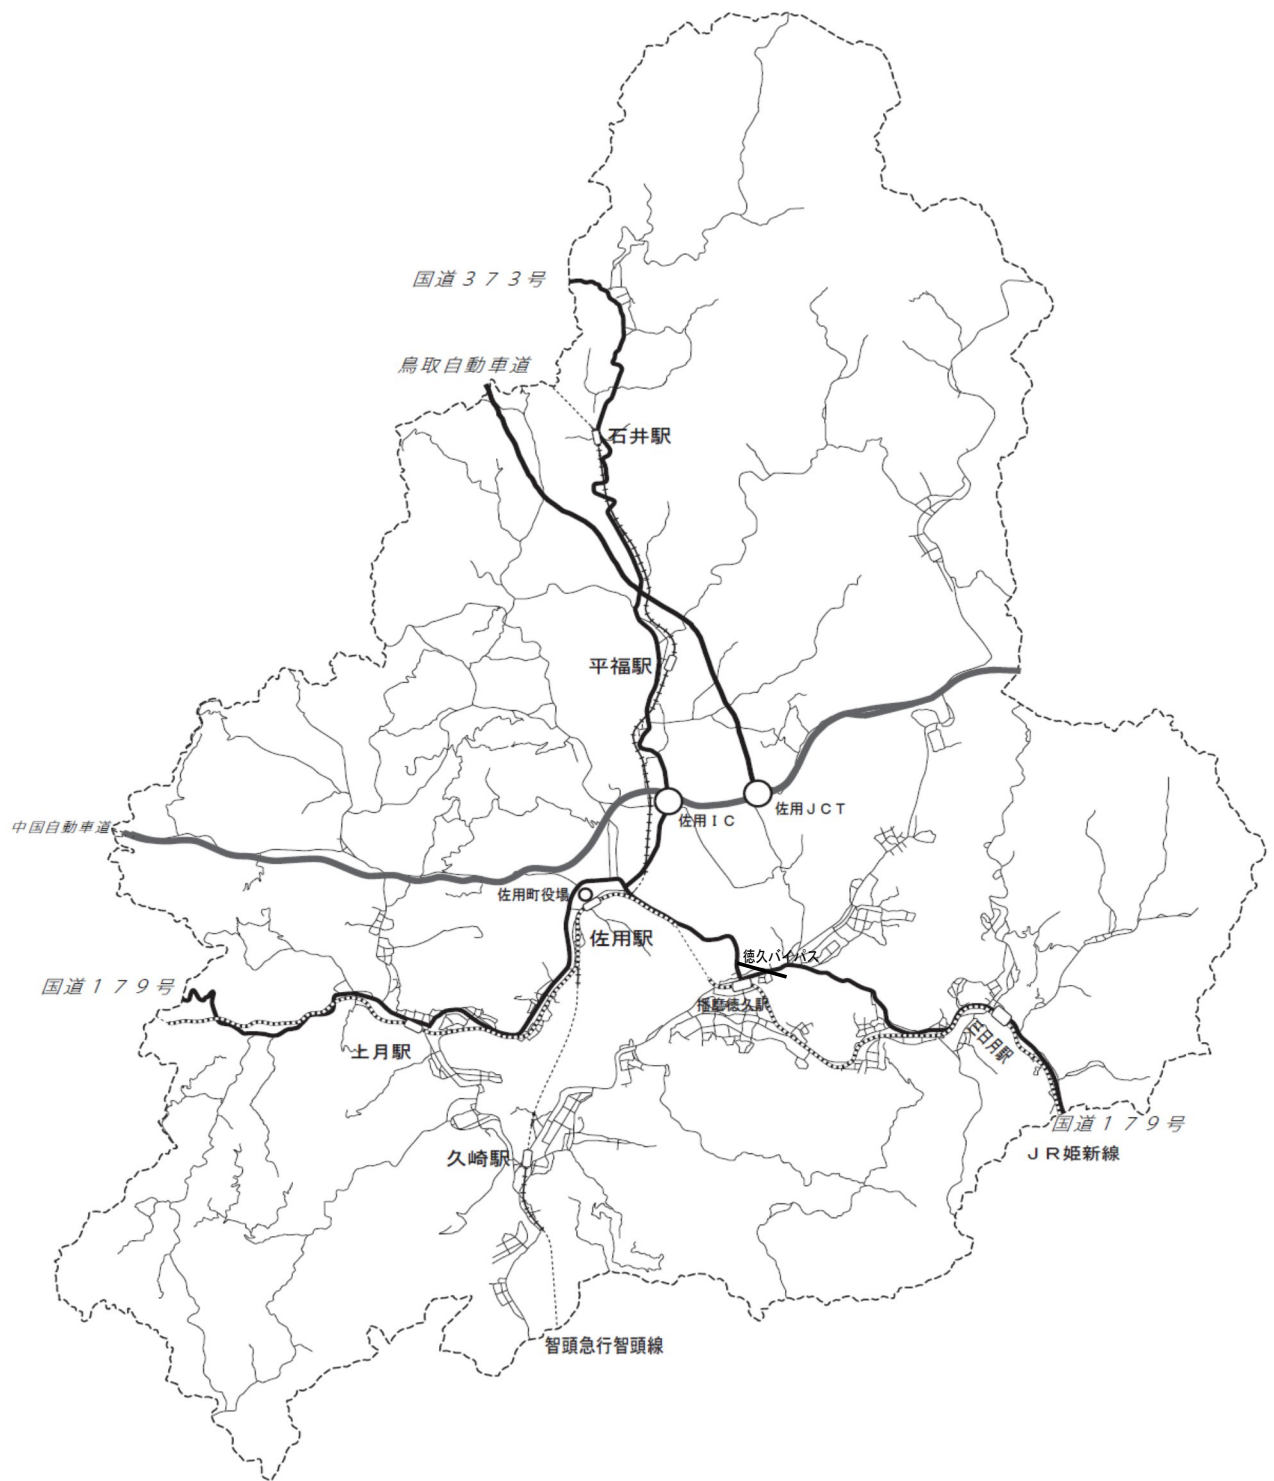 国道３７３号
鳥取自動車道
石井駅
平福駅
佐用ＪＣＴ
佐用ＩＣ
中国自動車道
佐用町役場
佐用駅
徳久バイパス
国道１７９号
播磨徳久駅
上月駅
三日月駅
国道１７９号
ＪＲ姫新線
久崎駅
智頭急行智頭線